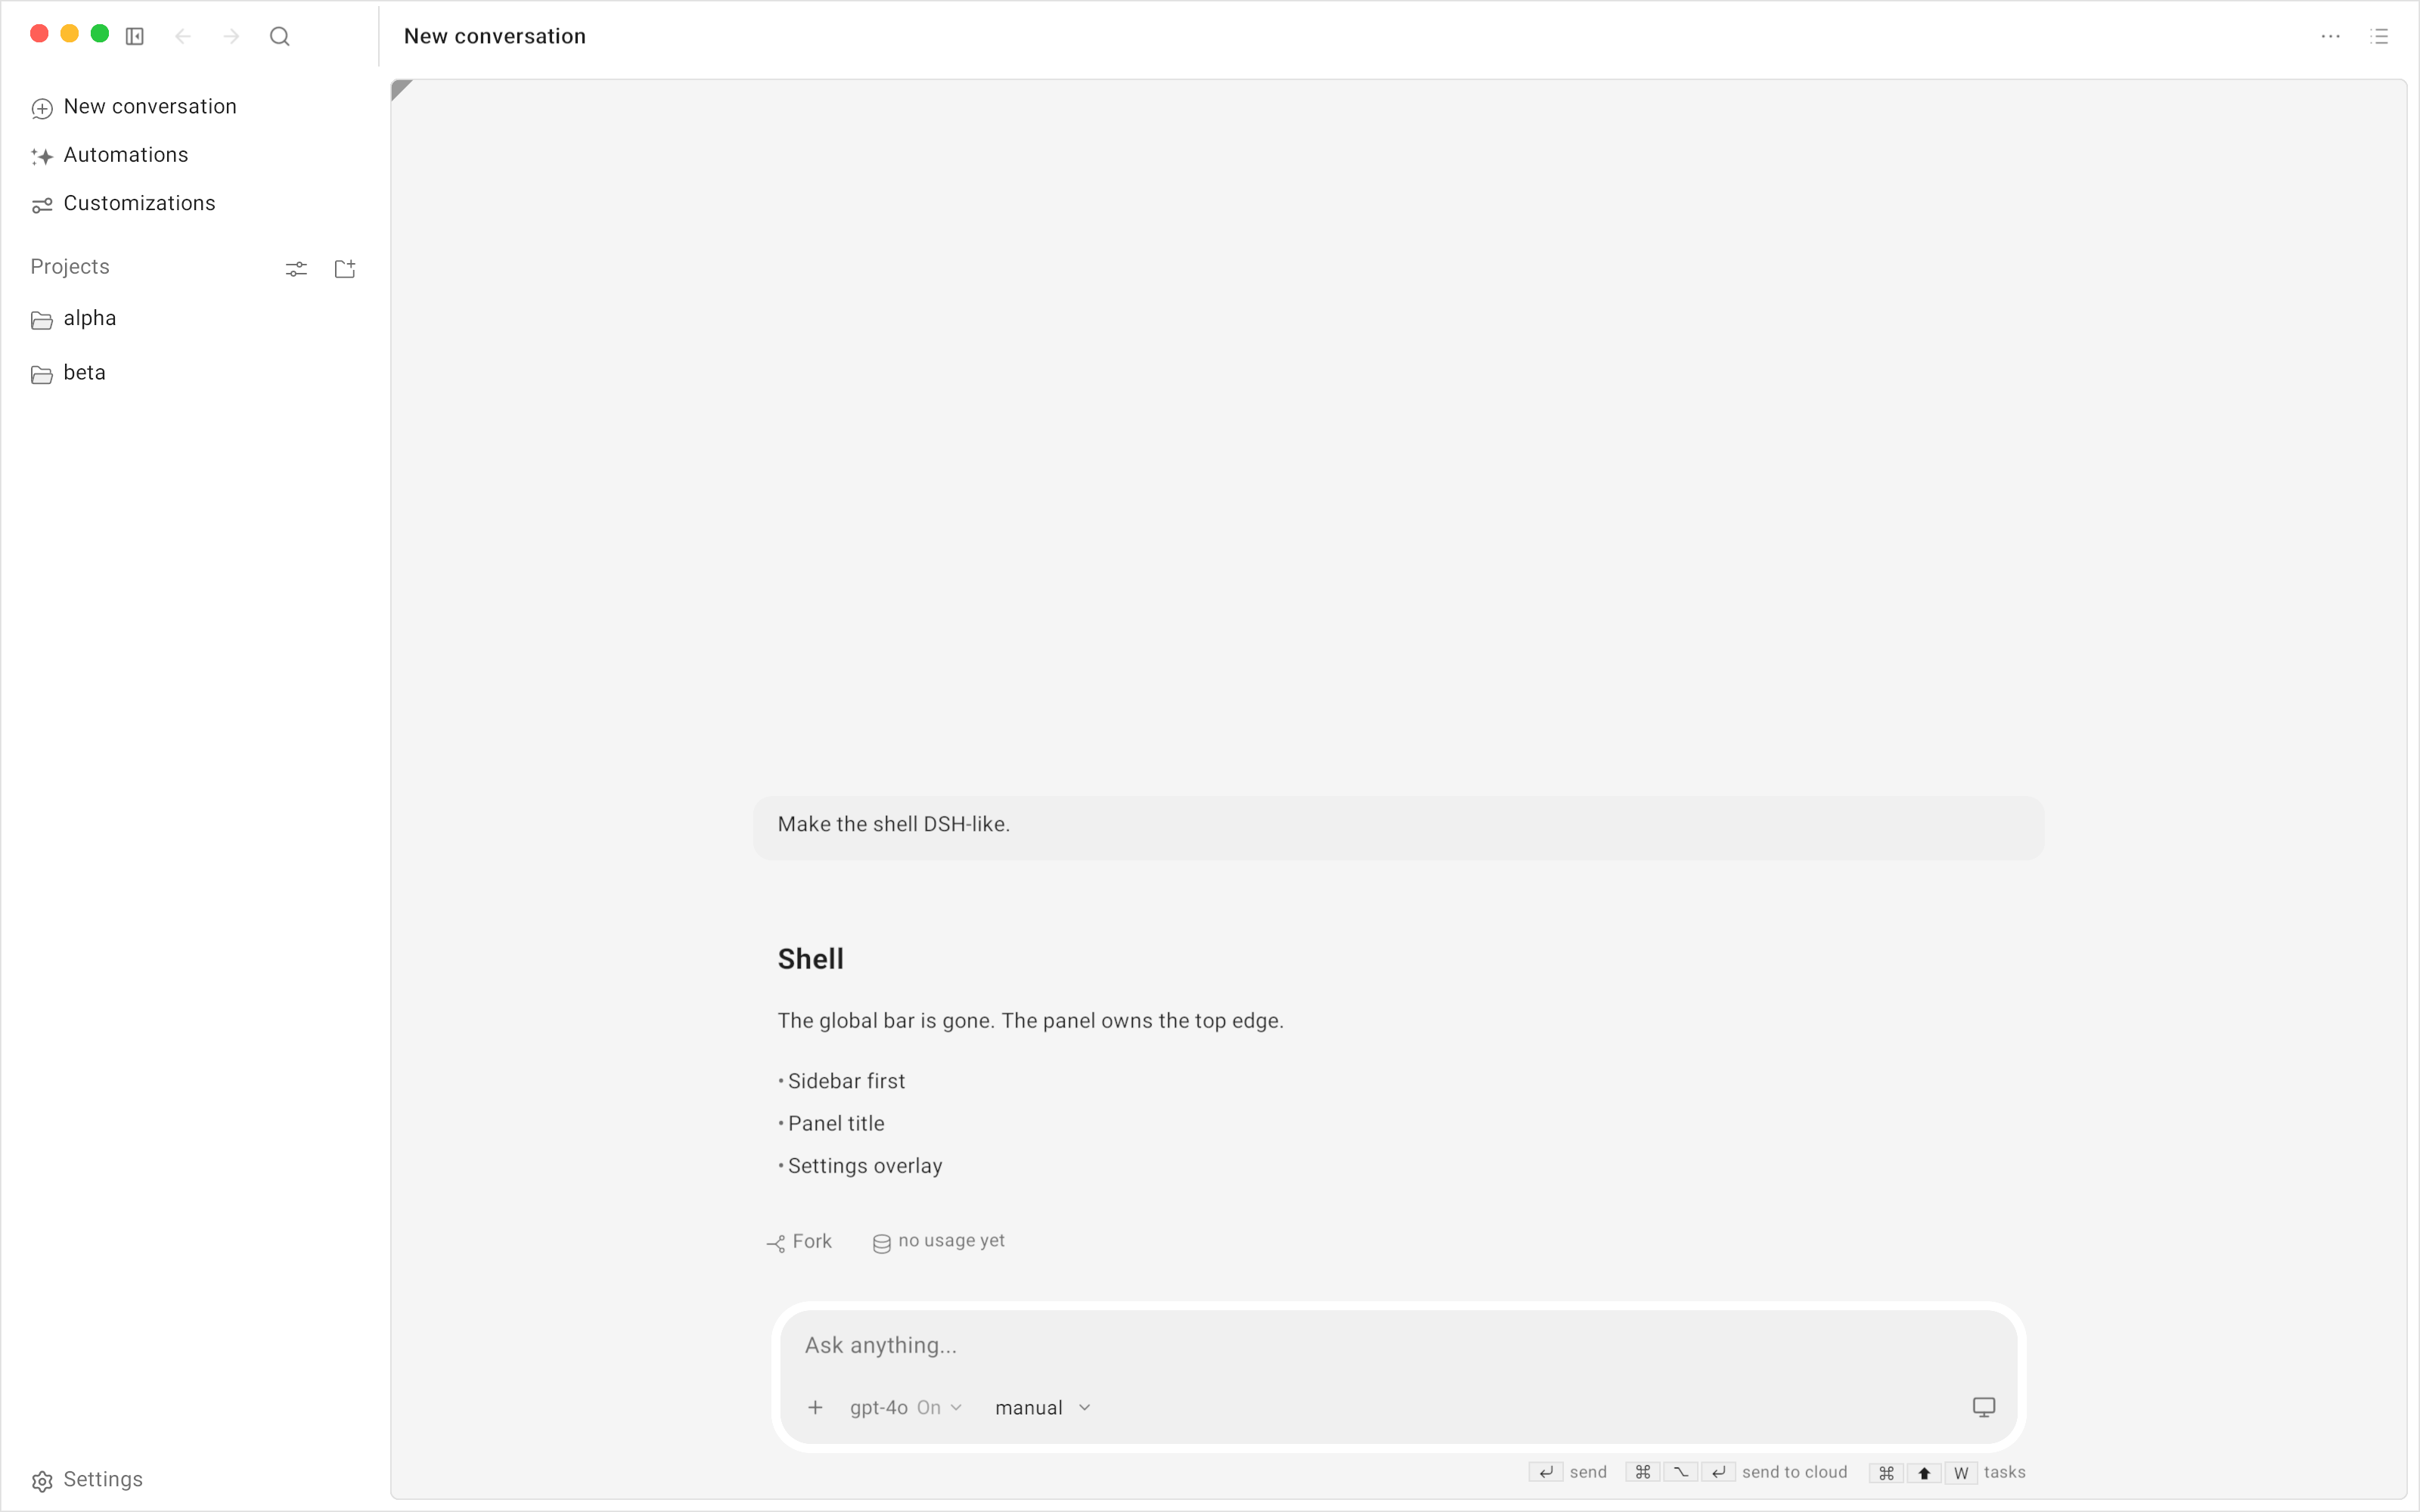 New conversation
New conversation
Automations
Customizations
Projects
alpha
beta
Make the shell DSH-like.
Shell
The global bar is gone. The panel owns the top edge.
• Sidebar first
• Panel title
• Settings overlay
Fork no usage yet
Ask anything...
+ gpt-4o On manual
↵ send ⌘ ⌥ ↵ send to cloud ⌘ ⬆ W tasks
Settings